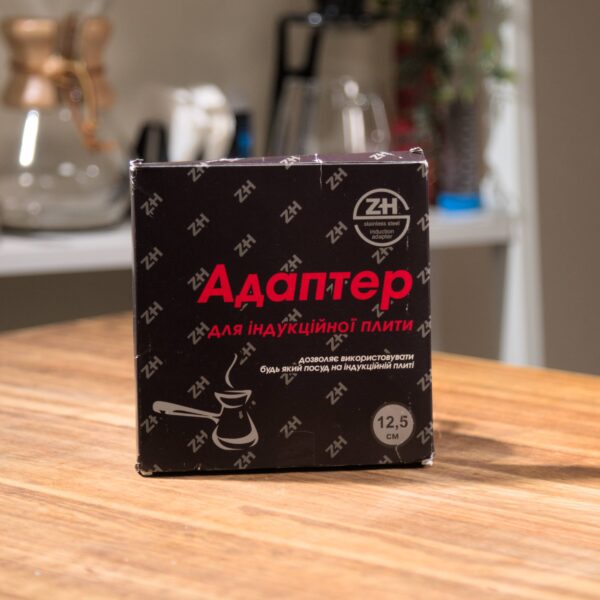 ZH
stainless steel
induction
adapter
Адаптер
для індукційної плити
дозволяє використовувати
будь який посуд на індукційній плиті
12,5
см